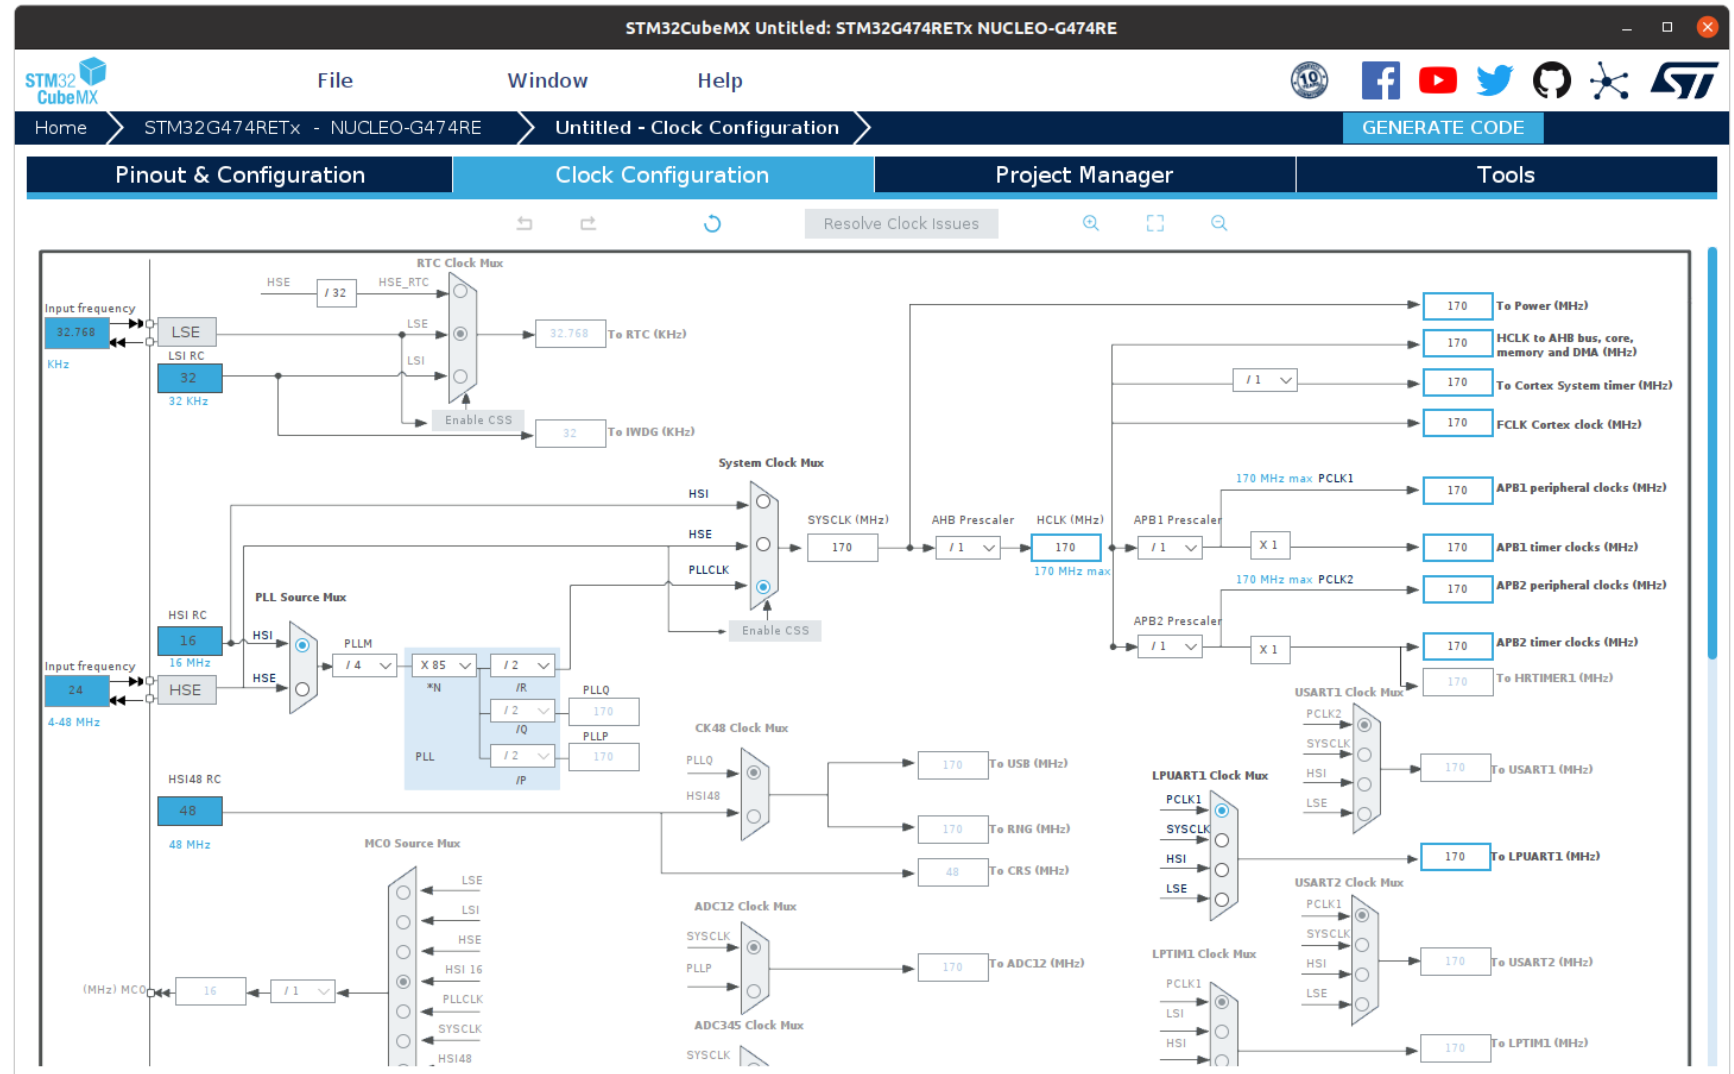 STM32CubeMX Untitled: STM32G474RETx NUCLEO-G474RE
STM32
CubeMX
File
Window
Help
10
Home
STM32G474RETx - NUCLEO-G474RE
Untitled - Clock Configuration
GENERATE CODE
Pinout & Configuration
Clock Configuration
Project Manager
Tools
Resolve Clock Issues
RTC Clock Mux
HSE
/ 32
HSE_RTC
Input frequency
32.768
KHz
LSE
LSE
32.768
To RTC (KHz)
LSI RC
32
32 KHz
LSI
Enable CSS
32
To IWDG (KHz)
170
To Power (MHz)
170
HCLK to AHB bus, core,
memory and DMA (MHz)
/ 1
170
To Cortex System timer (MHz)
170
FCLK Cortex clock (MHz)
System Clock Mux
HSI
HSE
PLLCLK
Enable CSS
SYSCLK (MHz)
170
AHB Prescaler
/ 1
HCLK (MHz)
170
170 MHz max
APB1 Prescaler
/ 1
170 MHz max PCLK1
170
APB1 peripheral clocks (MHz)
X 1
170
APB1 timer clocks (MHz)
170 MHz max PCLK2
170
APB2 peripheral clocks (MHz)
APB2 Prescaler
/ 1
X 1
170
APB2 timer clocks (MHz)
170
To HRTIMER1 (MHz)
PLL Source Mux
HSI RC
16
16 MHz
HSI
PLLM
/ 4
X 85
*N
/ 2
/R
Input frequency
24
4-48 MHz
HSE
HSE
/ 2
/Q
PLLQ
170
PLL
/ 2
/P
PLLP
170
HSI48 RC
48
48 MHz
CK48 Clock Mux
PLLQ
HSI48
170
To USB (MHz)
170
To RNG (MHz)
48
To CRS (MHz)
USART1 Clock Mux
PCLK2
SYSCLK
HSI
LSE
170
To USART1 (MHz)
LPUART1 Clock Mux
PCLK1
SYSCLK
HSI
LSE
170
To LPUART1 (MHz)
USART2 Clock Mux
PCLK1
SYSCLK
HSI
LSE
170
To USART2 (MHz)
MCO Source Mux
LSE
LSI
HSE
HSI 16
PLLCLK
SYSCLK
HSI48
(MHz) MCO
16
/ 1
ADC12 Clock Mux
SYSCLK
PLLP
170
To ADC12 (MHz)
ADC345 Clock Mux
SYSCLK
LPTIM1 Clock Mux
PCLK1
LSI
HSI
170
To LPTIM1 (MHz)